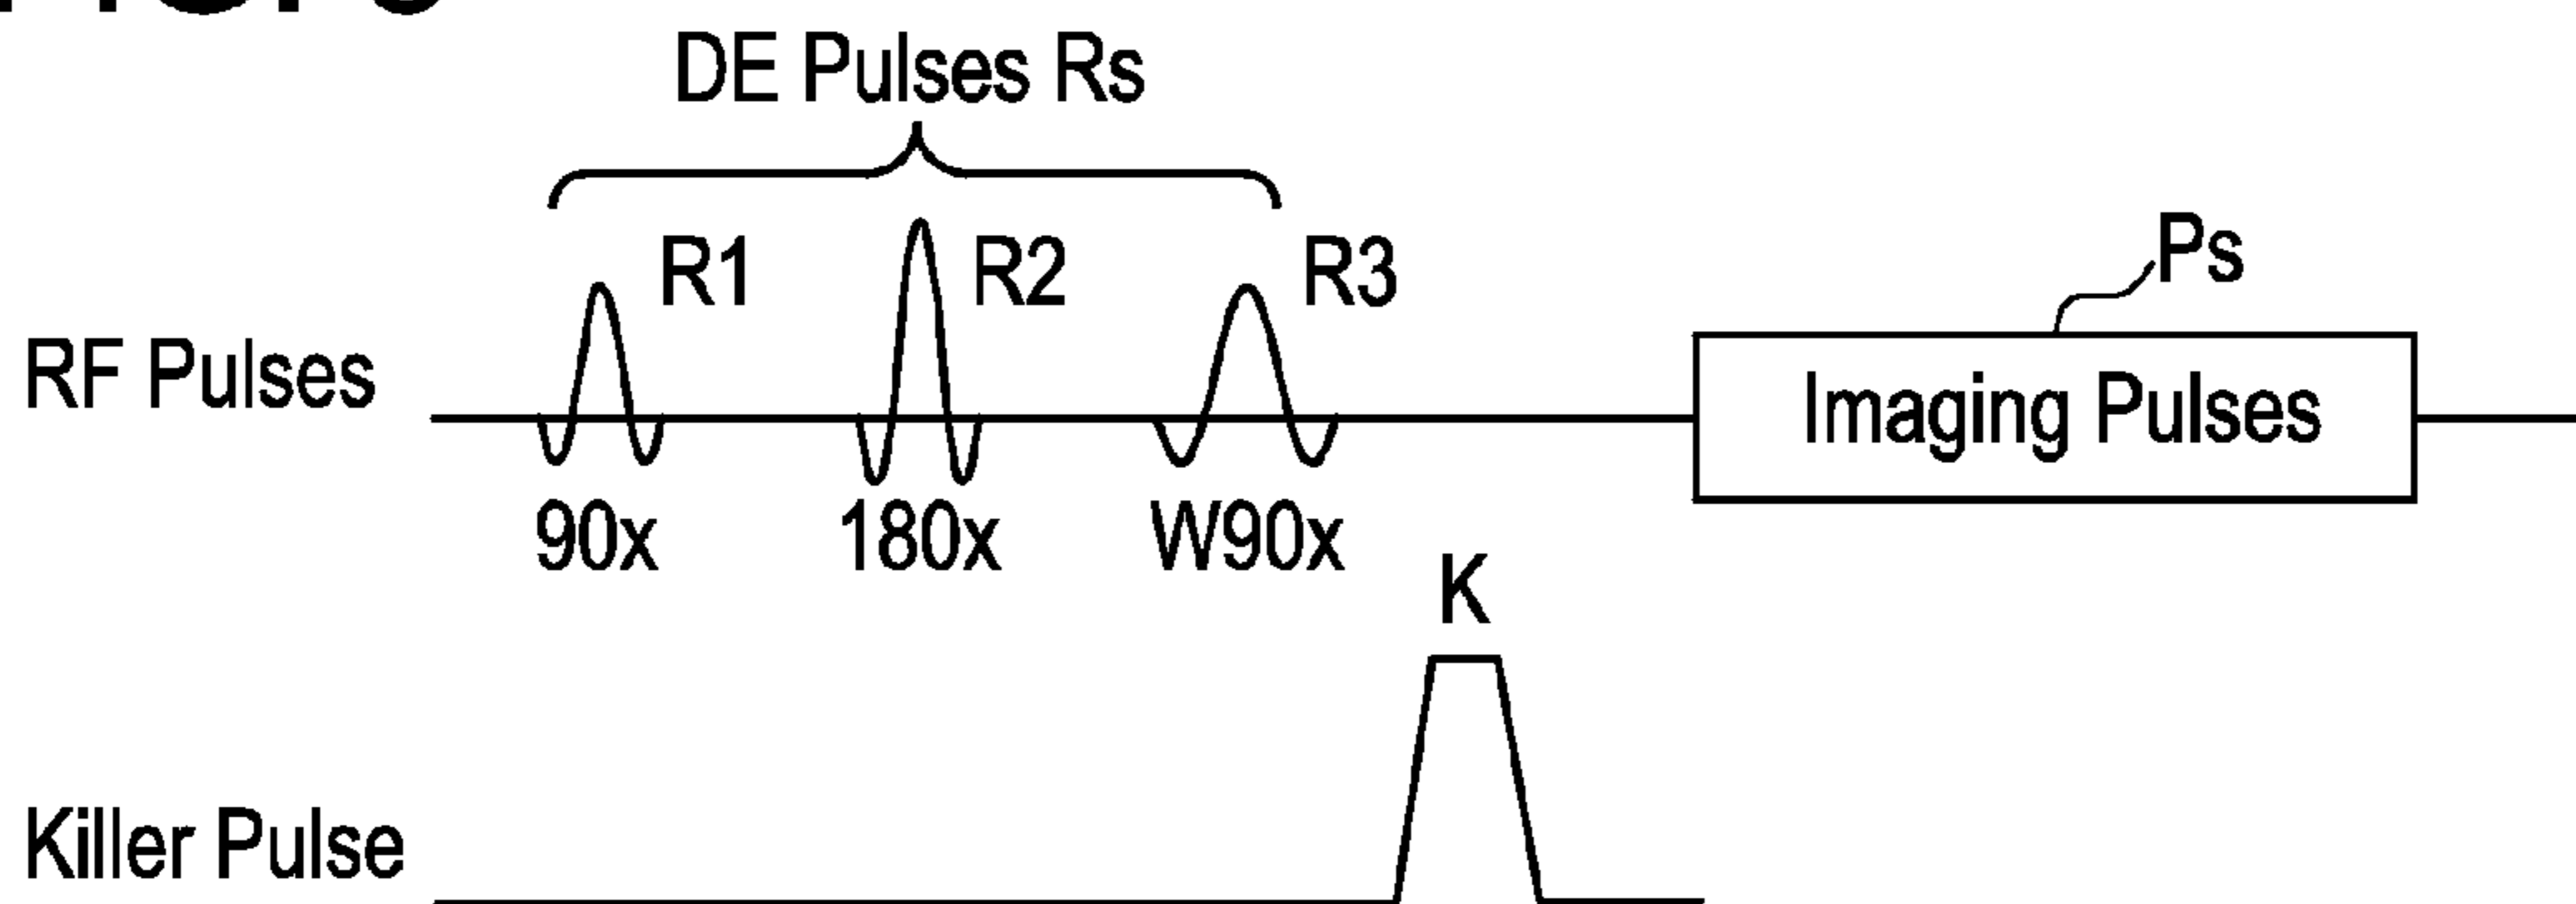 DE Pulses Rs
R1 R2 R3 Ps
RF Pulses Imaging Pulses
90x 180x W90x
K
Killer Pulse